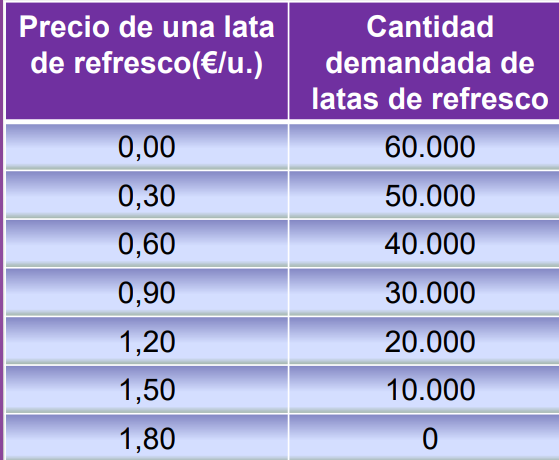 Precio de una lata
de refresco(€/u.)
Cantidad
demandada de
latas de refresco
0,00 60.000
0,30 50.000
0,60 40.000
0,90 30.000
1,20 20.000
1,50 10.000
1,80 0